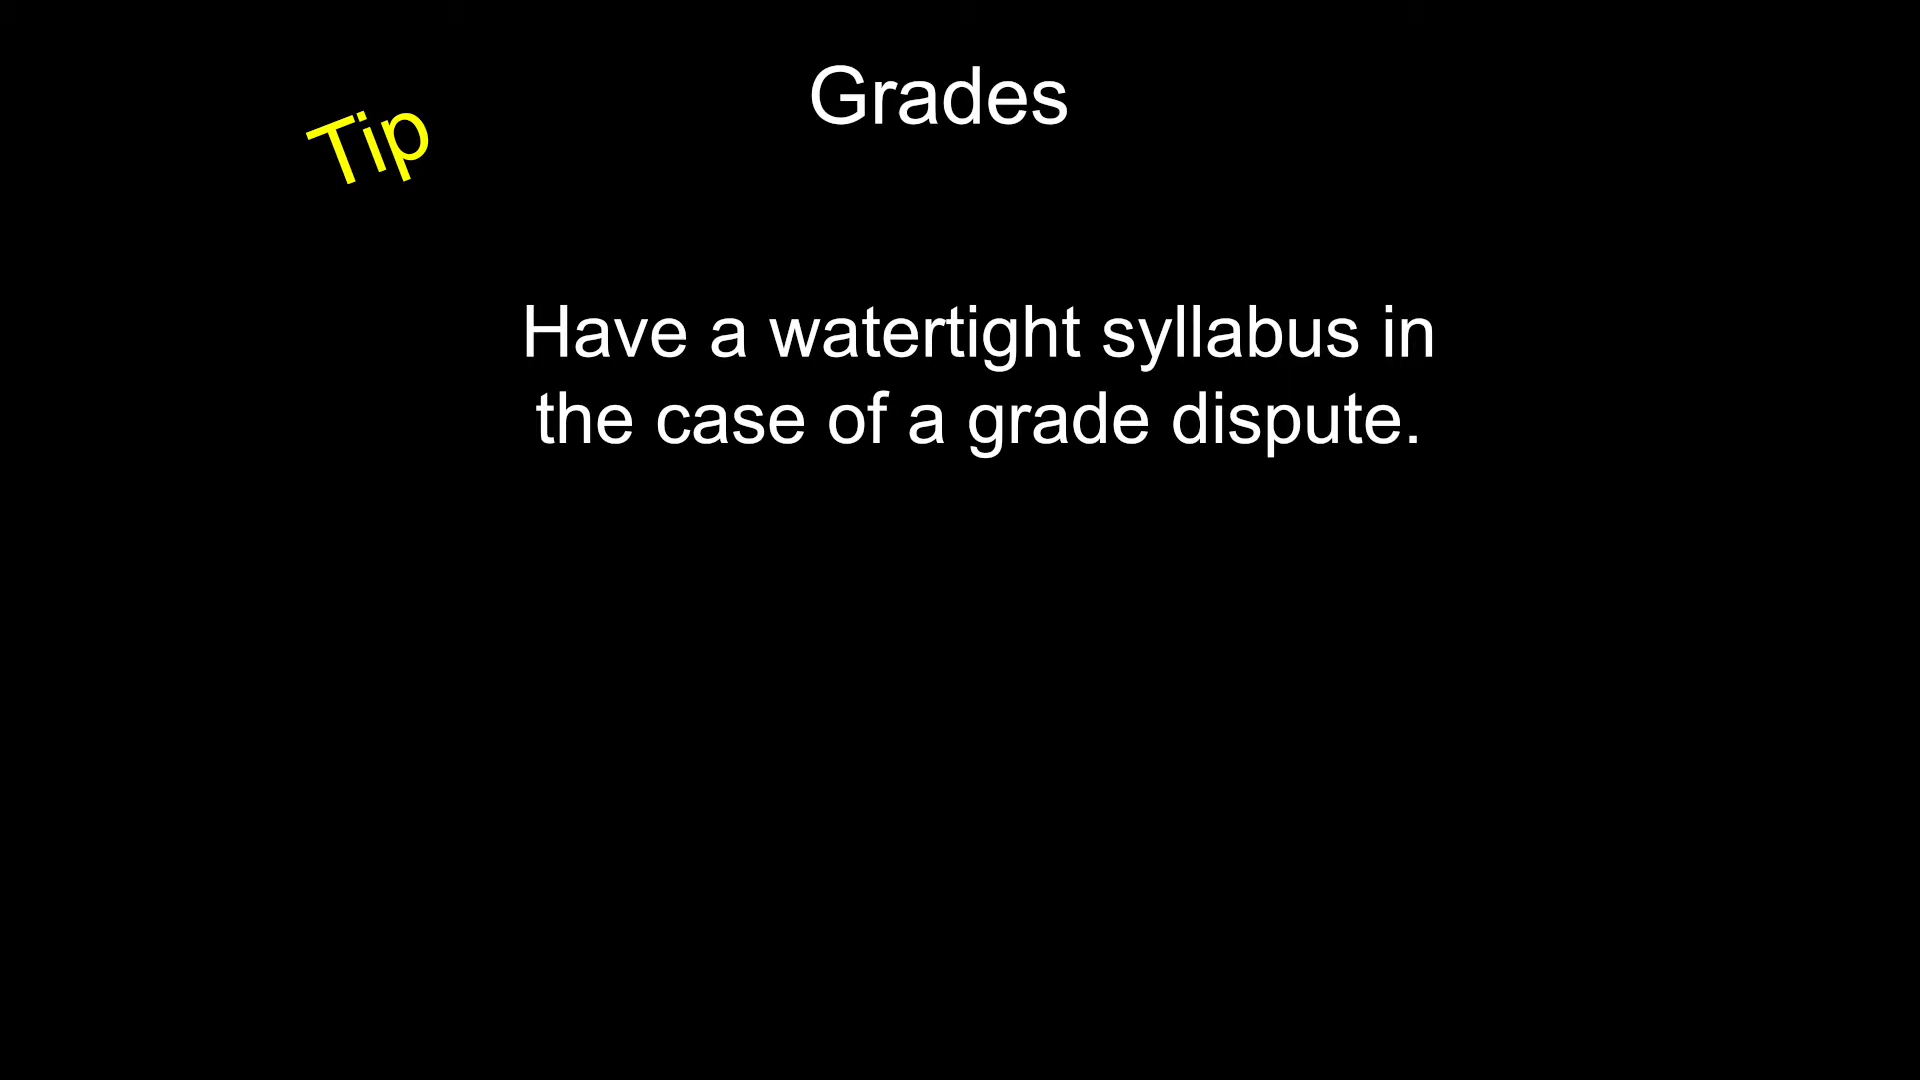 Grades
Tip
Have a watertight syllabus in
the case of a grade dispute.